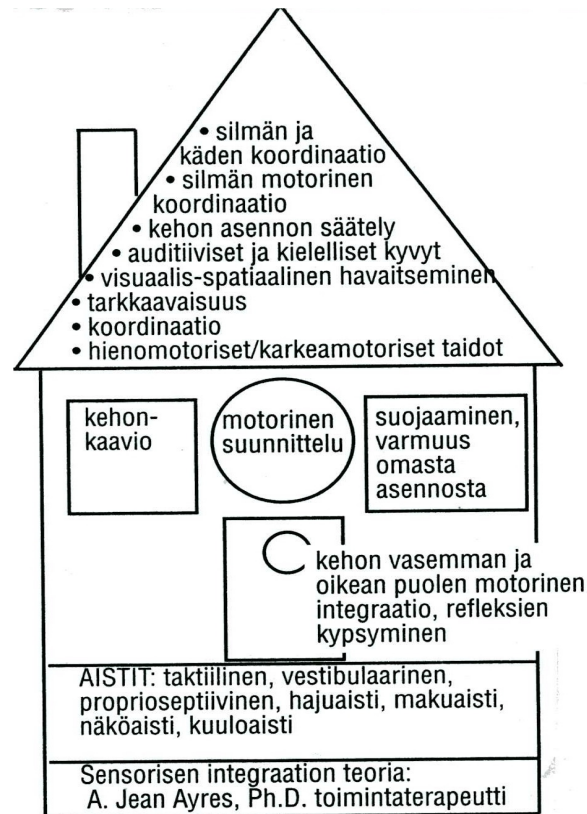 • silmän ja
käden koordinaatio
• silmän motorinen
koordinaatio
• kehon asennon säätely
• auditiiviset ja kielelliset kyvyt
• visuaalis-spatiaalinen havaitseminen
• tarkkaavaisuus
• koordinaatio
• hienomotoriset/karkeamotoriset taidot
kehon-
kaavio
motorinen
suunnittelu
suojaaminen,
varmuus
omasta
asennosta
kehon vasemman ja
oikean puolen motorinen
integraatio, refleksien
kypsyminen
AISTIT: taktiilinen, vestibulaarinen,
proprioseptiivinen, hajuaisti, makuaisti,
näköaisti, kuuloaisti
Sensorisen integraation teoria:
A. Jean Ayres, Ph.D. toimintaterapeutti